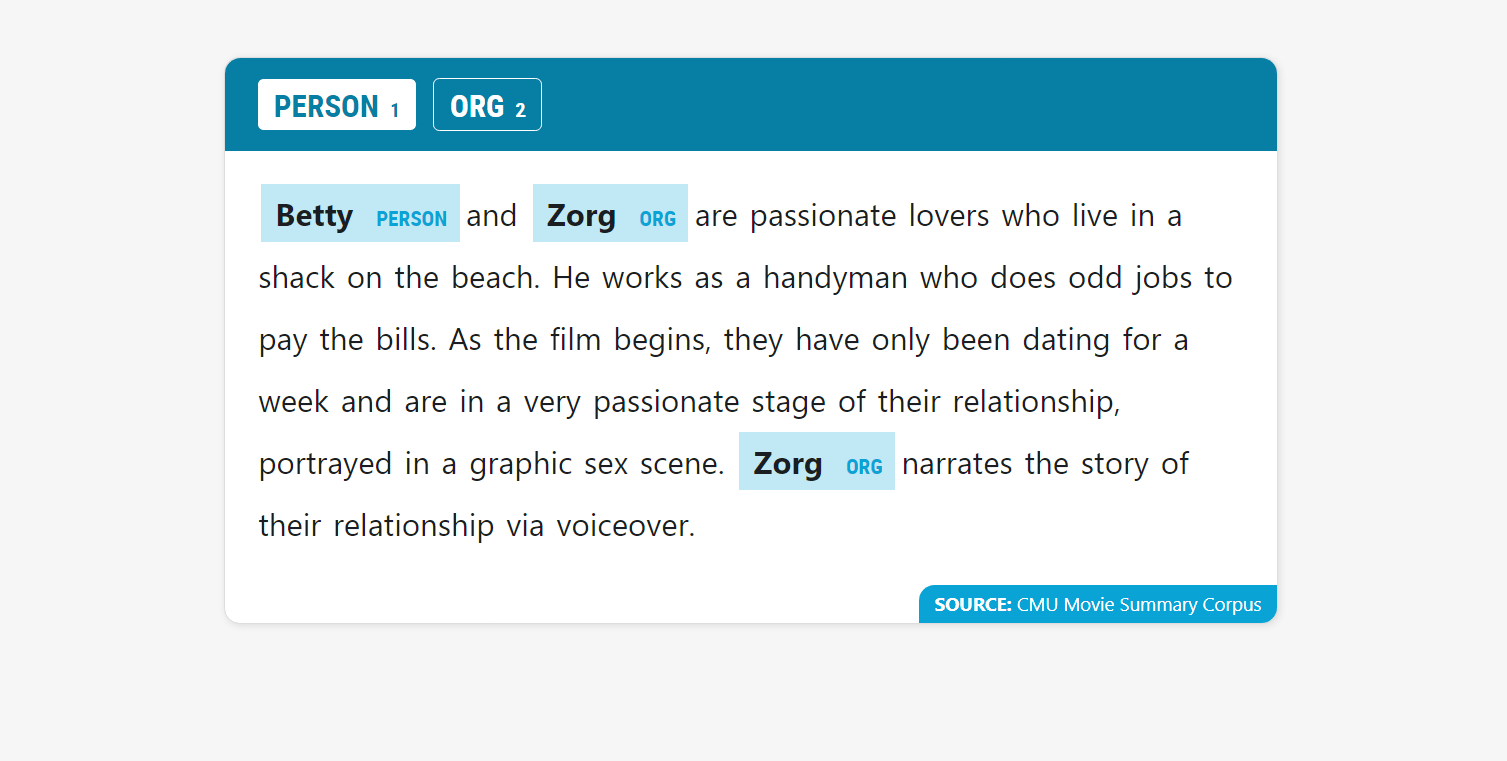 PERSON 1 ORG 2
Betty PERSON and Zorg ORG are passionate lovers who live in a
shack on the beach. He works as a handyman who does odd jobs to
pay the bills. As the film begins, they have only been dating for a
week and are in a very passionate stage of their relationship,
portrayed in a graphic sex scene. Zorg ORG narrates the story of
their relationship via voiceover.
SOURCE: CMU Movie Summary Corpus